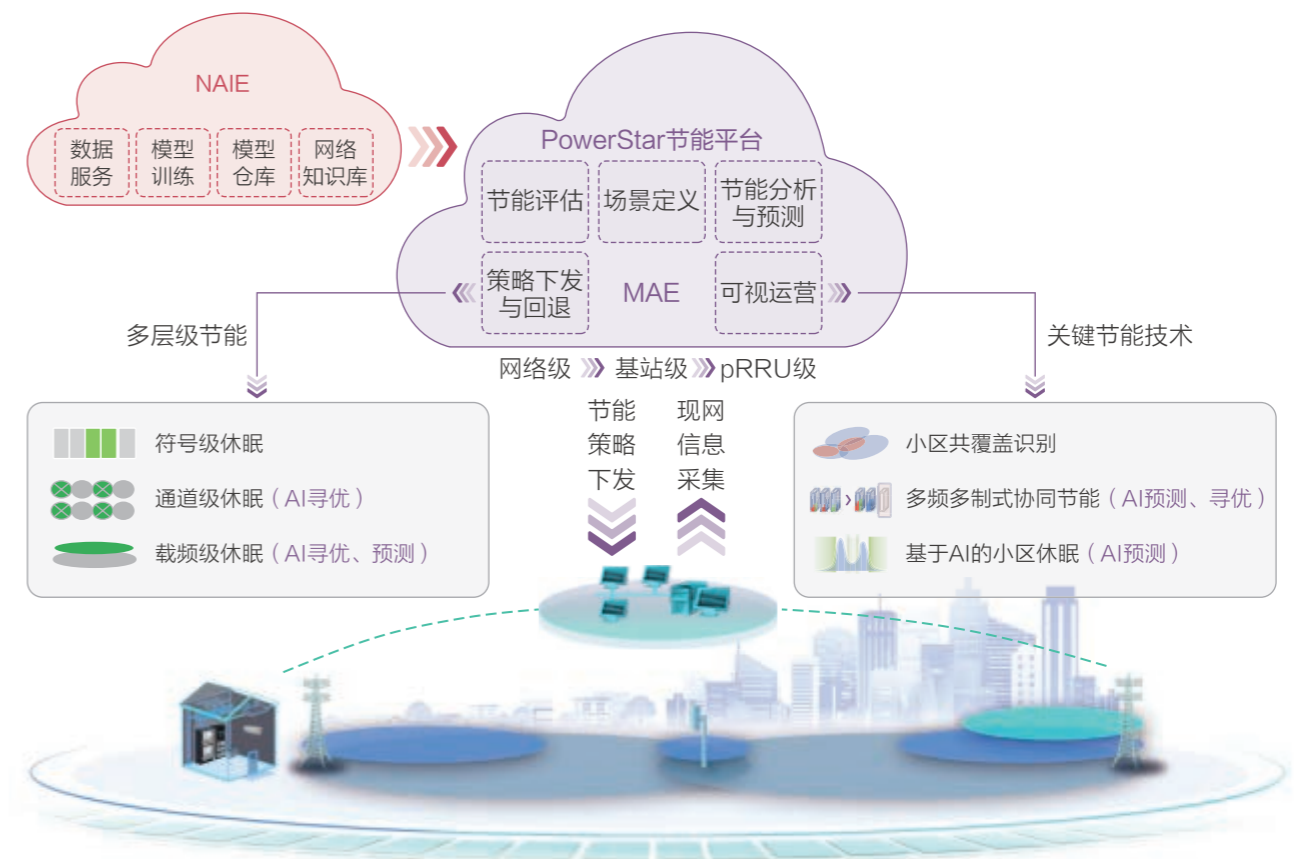 NAIE
数据
服务
模型
训练
模型
仓库
网络
知识库
PowerStar节能平台
节能评估
场景定义
节能分析
与预测
策略下发
与回退
MAE
可视运营
多层级节能
关键节能技术
网络级
基站级
pRRU级
节能
策略
下发
现网
信息
采集
符号级休眠
通道级休眠（AI寻优）
载频级休眠（AI寻优、预测）
小区共覆盖识别
多频多制式协同节能（AI预测、寻优）
基于AI的小区休眠（AI预测）